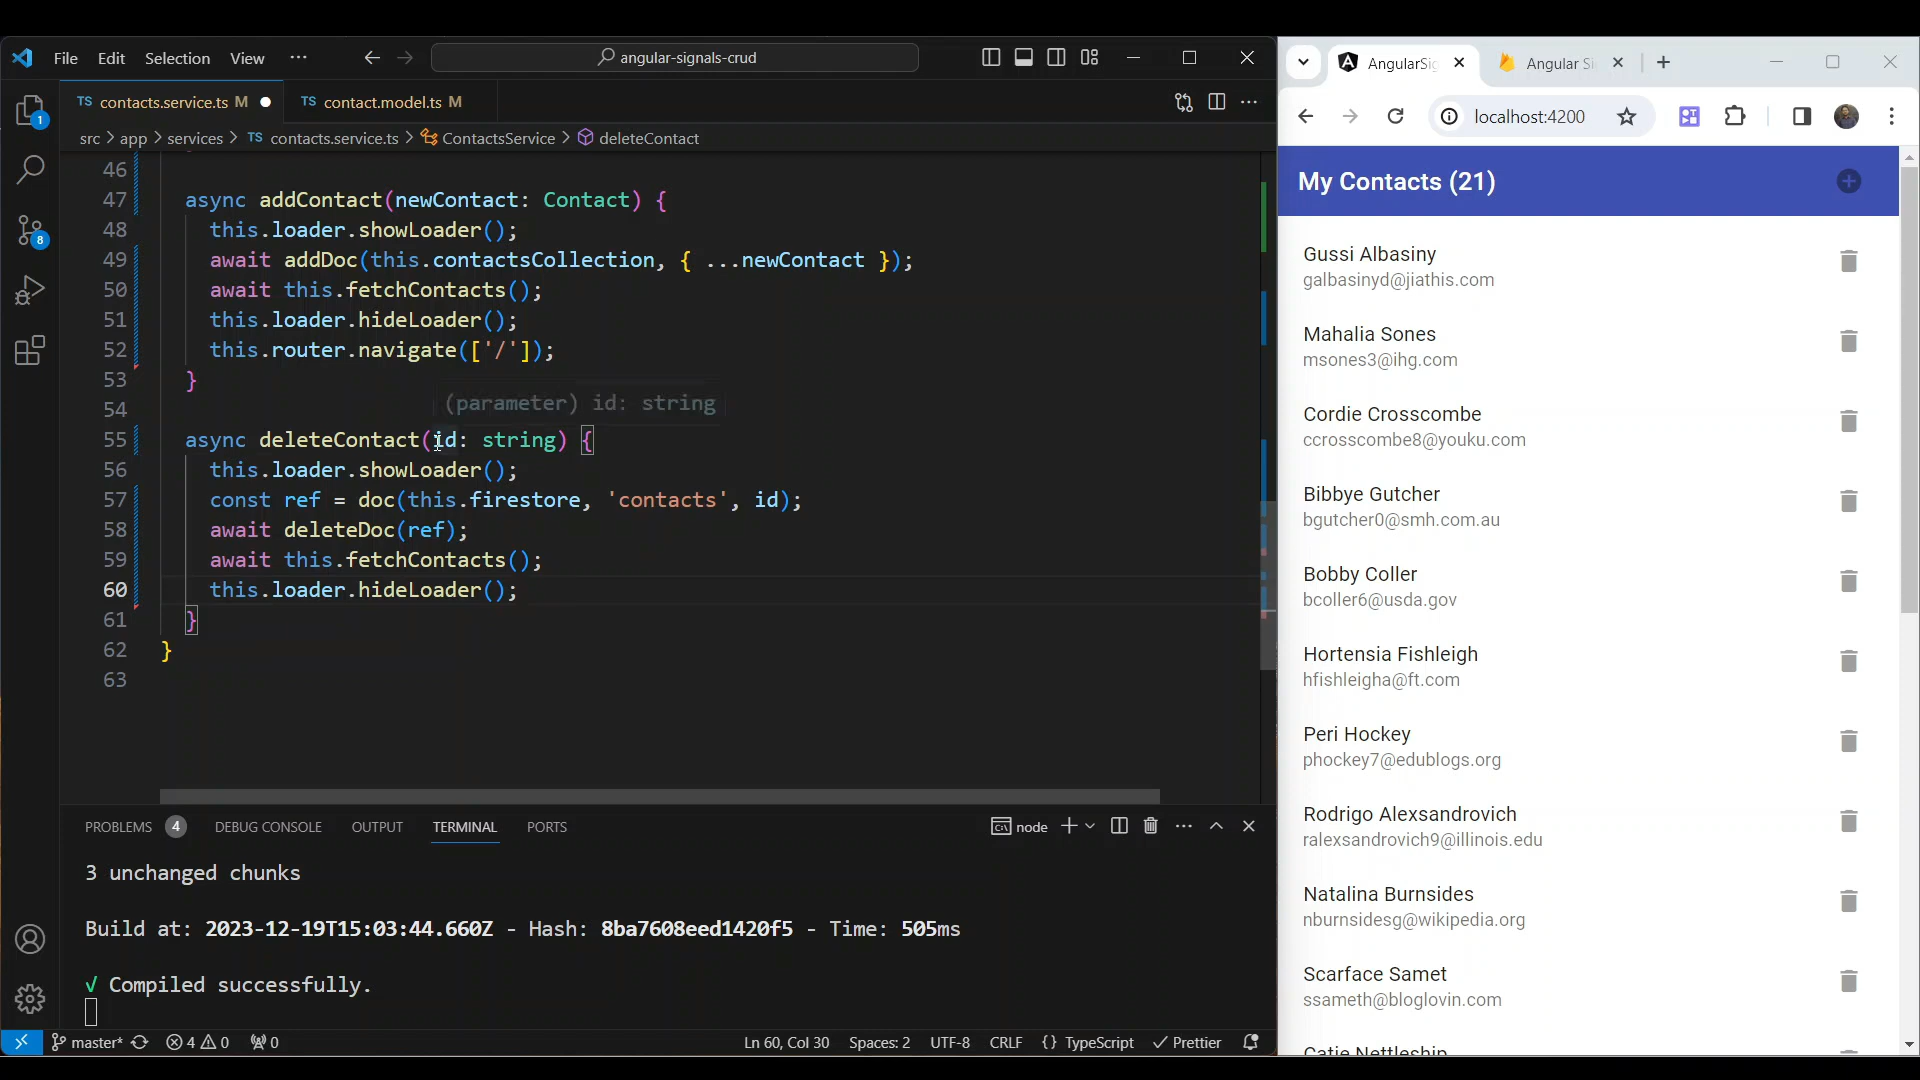 File Edit Selection View ...
angular-signals-crud
TS contacts.service.ts M
TS contact.model.ts M
src > app > services > TS contacts.service.ts > ContactsService > deleteContact
46
47 async addContact(newContact: Contact) {
48 this.loader.showLoader();
49 await addDoc(this.contactsCollection, { ...newContact });
50 await this.fetchContacts();
51 this.loader.hideLoader();
52 this.router.navigate(['/']);
53 }
54
(parameter) id: string
55 async deleteContact(id: string) {
56 this.loader.showLoader();
57 const ref = doc(this.firestore, 'contacts', id);
58 await deleteDoc(ref);
59 await this.fetchContacts();
60 this.loader.hideLoader();
61 }
62 }
63
1
8
PROBLEMS 4 DEBUG CONSOLE OUTPUT TERMINAL PORTS
node
3 unchanged chunks
Build at: 2023-12-19T15:03:44.660Z - Hash: 8ba7608eed1420f5 - Time: 505ms
√ Compiled successfully.
master* 4 0 0
Ln 60, Col 30 Spaces: 2 UTF-8 CRLF {} TypeScript Prettier
AngularSig
Angular Si
localhost:4200
My Contacts (21)
Gussi Albasiny
galbasinyd@jiathis.com
Mahalia Sones
msones3@ihg.com
Cordie Crosscombe
ccrosscombe8@youku.com
Bibbye Gutcher
bgutcher0@smh.com.au
Bobby Coller
bcoller6@usda.gov
Hortensia Fishleigh
hfishleigha@ft.com
Peri Hockey
phockey7@edublogs.org
Rodrigo Alexsandrovich
ralexsandrovich9@illinois.edu
Natalina Burnsides
nburnsidesg@wikipedia.org
Scarface Samet
ssameth@bloglovin.com
Catie Nettleship